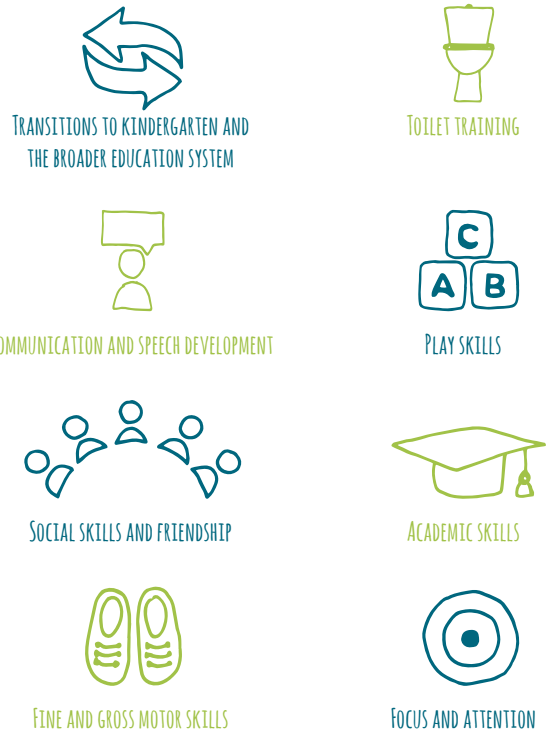 Transitions to kindergarten and
the broader education system
Toilet training
C
A B
ommunication and speech development
Play skills
Social skills and friendship
Academic skills
Fine and gross motor skills
Focus and attention